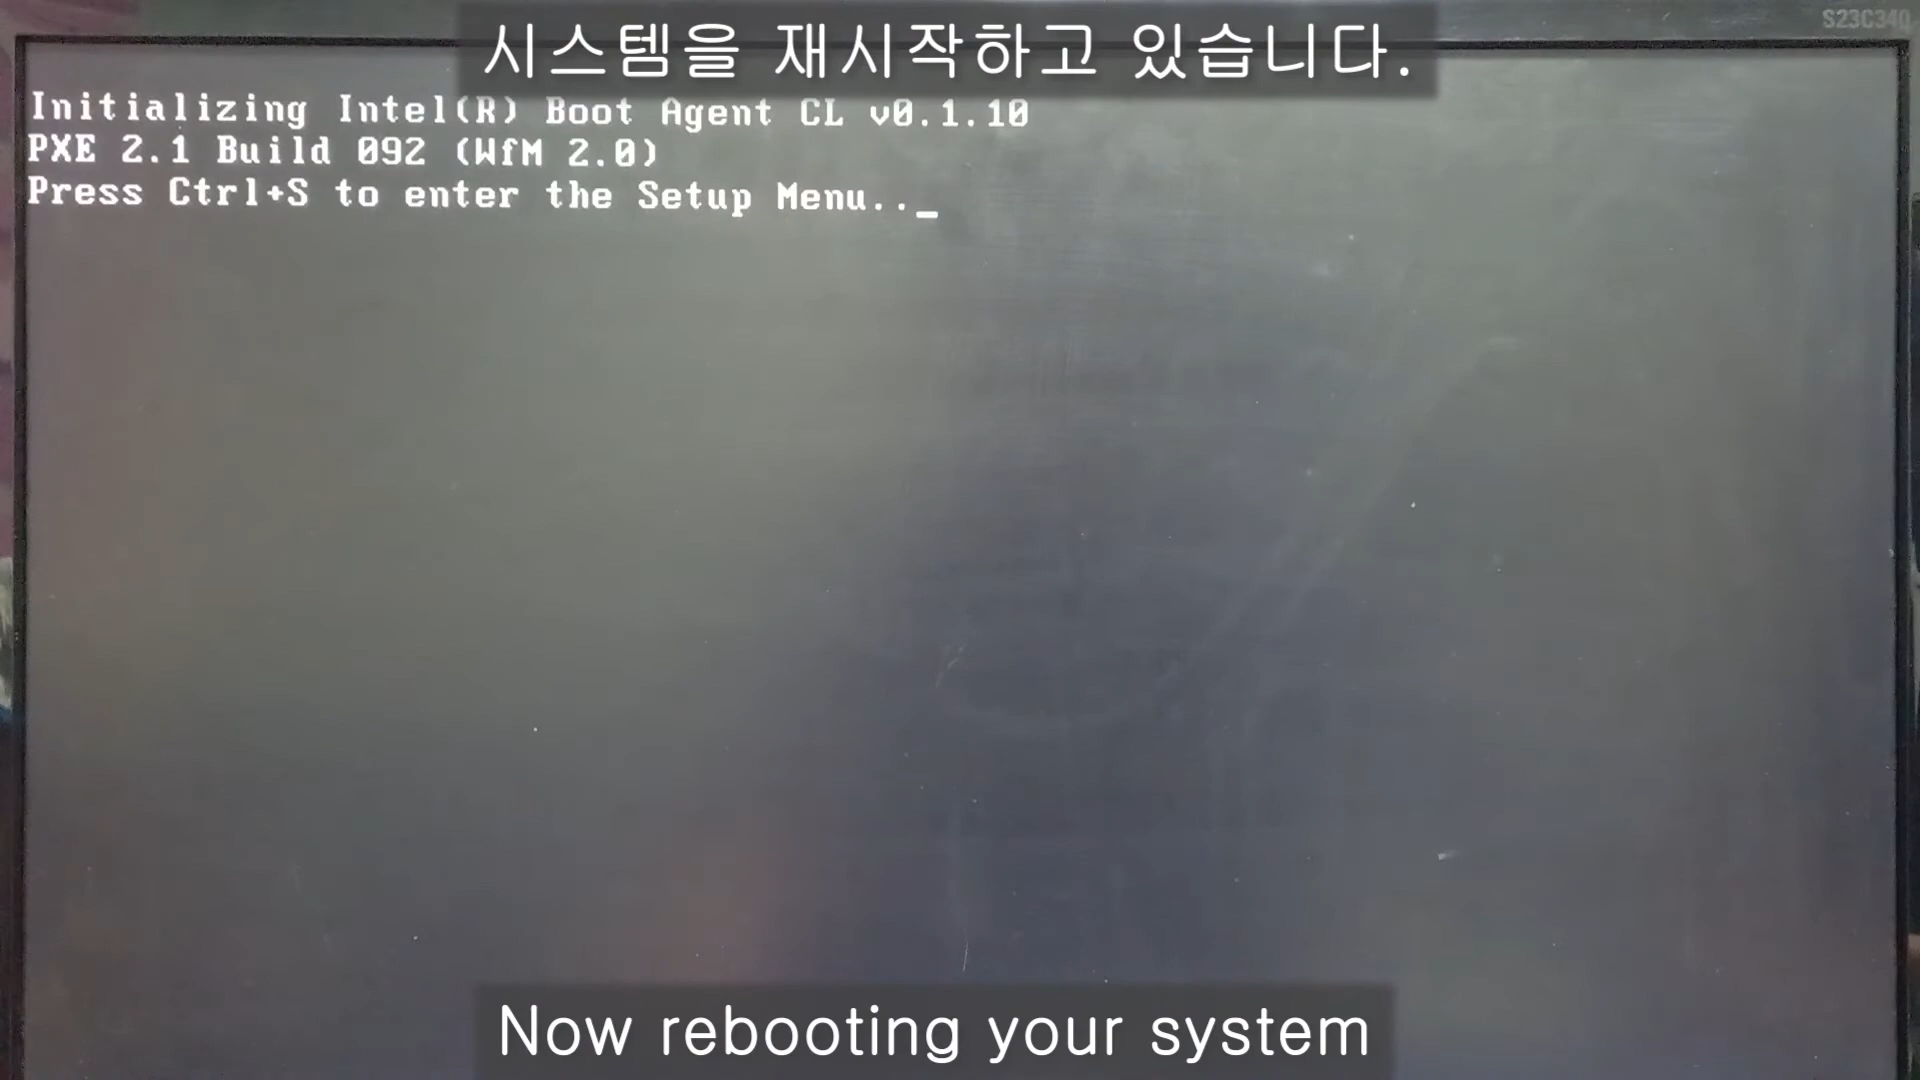 S23C340
시스템을 재시작하고 있습니다.
Initializing Intel(R) Boot Agent CL v0.1.10
PXE 2.1 Build 092 (WfM 2.0)
Press Ctrl+S to enter the Setup Menu.._
Now rebooting your system